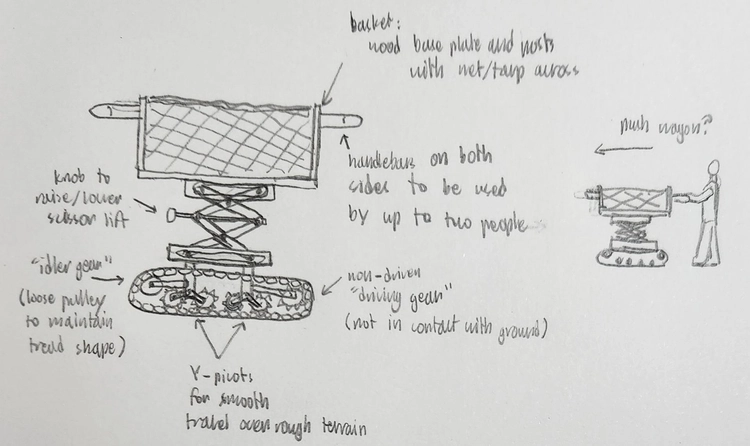 basket:
wood base plate and posts
with net/tarp across
push wagon?
handlebars on both
sides to be used
by up to two people
knob to
raise/lower
scissor lift
"idler gear"
(loose pulley
to maintain
tread shape)
non-driven
"driving gear"
(not in contact with ground)
Y-pivots
for smooth
travel over rough terrain